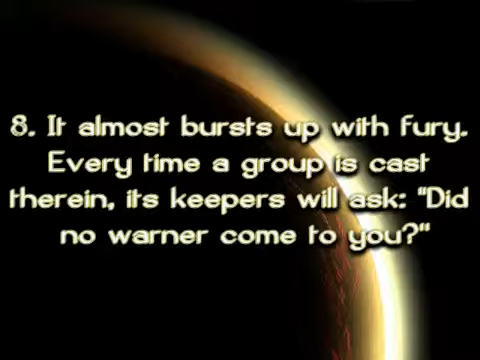 8. It almost bursts up with fury.
Every time a group is cast
therein, its keepers will ask: "Did
no warner come to you?"